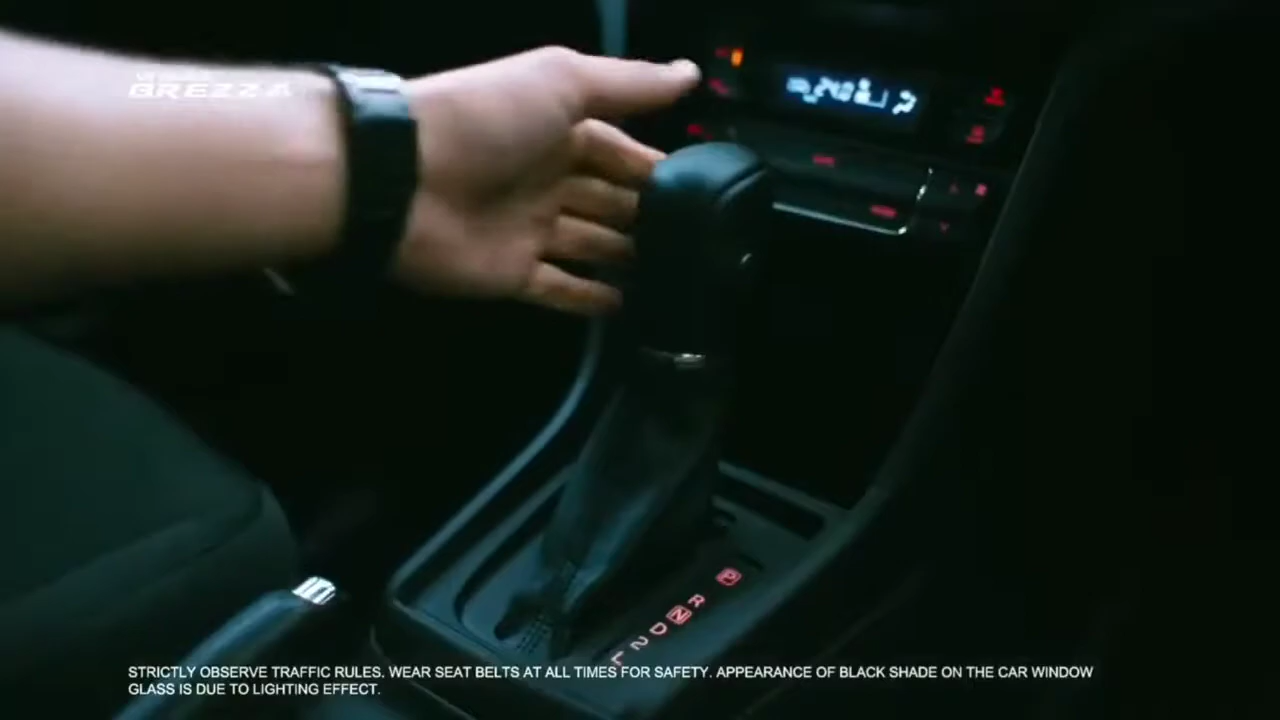 BREZZA
P
R
N
D
2
L
STRICTLY OBSERVE TRAFFIC RULES. WEAR SEAT BELTS AT ALL TIMES FOR SAFETY. APPEARANCE OF BLACK SHADE ON THE CAR WINDOW
GLASS IS DUE TO LIGHTING EFFECT.